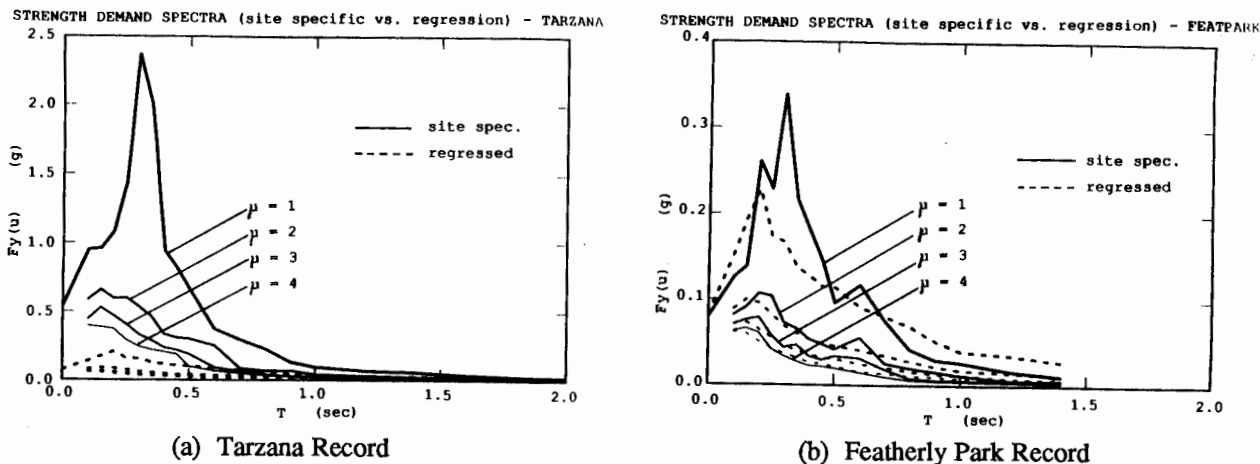 STRENGTH DEMAND SPECTRA (site specific vs. regression) - TARZANA
2.5
2.0
1.5
1.0
0.5
0.0
Fy(u) (g)
site spec.
regressed
μ = 1
μ = 2
μ = 3
μ = 4
0.0 0.5 1.0 1.5 2.0
T (sec)
(a) Tarzana Record
STRENGTH DEMAND SPECTRA (site specific vs. regression) - FEATPARK
0.4
0.3
0.2
0.1
0.0
Fy(u) (g)
site spec.
regressed
μ = 1
μ = 2
μ = 3
μ = 4
0.0 0.5 1.0 1.5 2.0
T (sec)
(b) Featherly Park Record